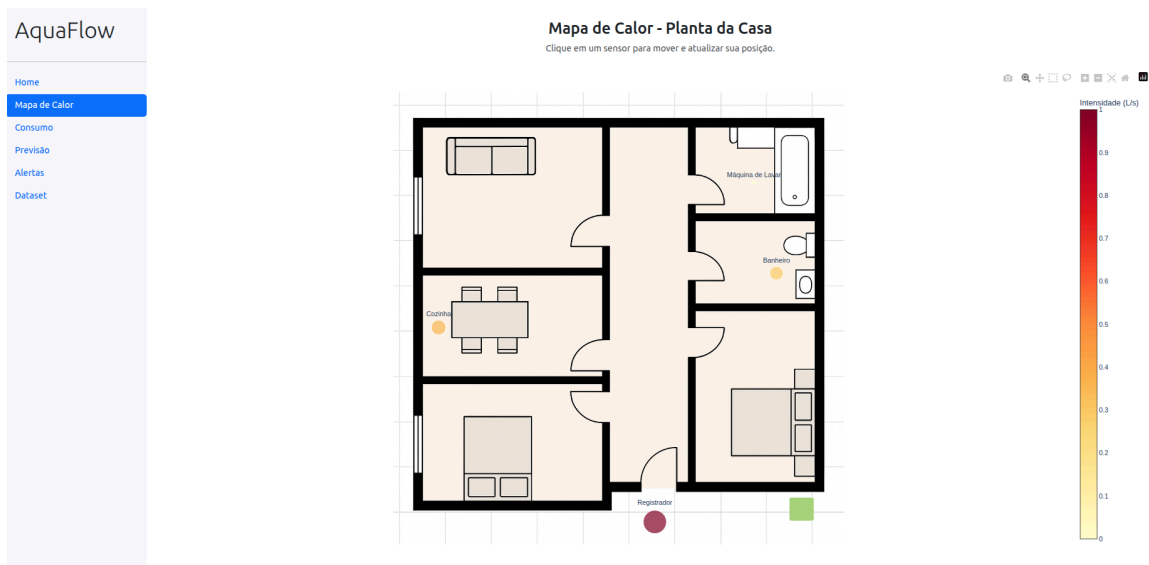 AquaFlow
Home
Mapa de Calor
Consumo
Previsão
Alertas
Dataset
Mapa de Calor - Planta da Casa
Clique em um sensor para mover e atualizar sua posição.
Intensidade (L/s)
1
0.9
0.8
0.7
0.6
0.5
0.4
0.3
0.2
0.1
0
Máquina de Lavar
Banheiro
Cozinha
Registrador